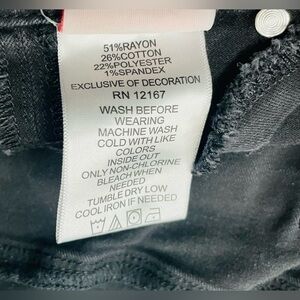 51%RAYON
26%COTTON
22%POLYESTER
1%SPANDEX
EXCLUSIVE OF DECORATION
RN 12167
WASH BEFORE
WEARING
MACHINE WASH
COLD WITH LIKE
COLORS
INSIDE OUT
ONLY NON-CHLORINE
BLEACH WHEN
NEEDED
TUMBLE DRY LOW
COOL IRON IF NEEDED